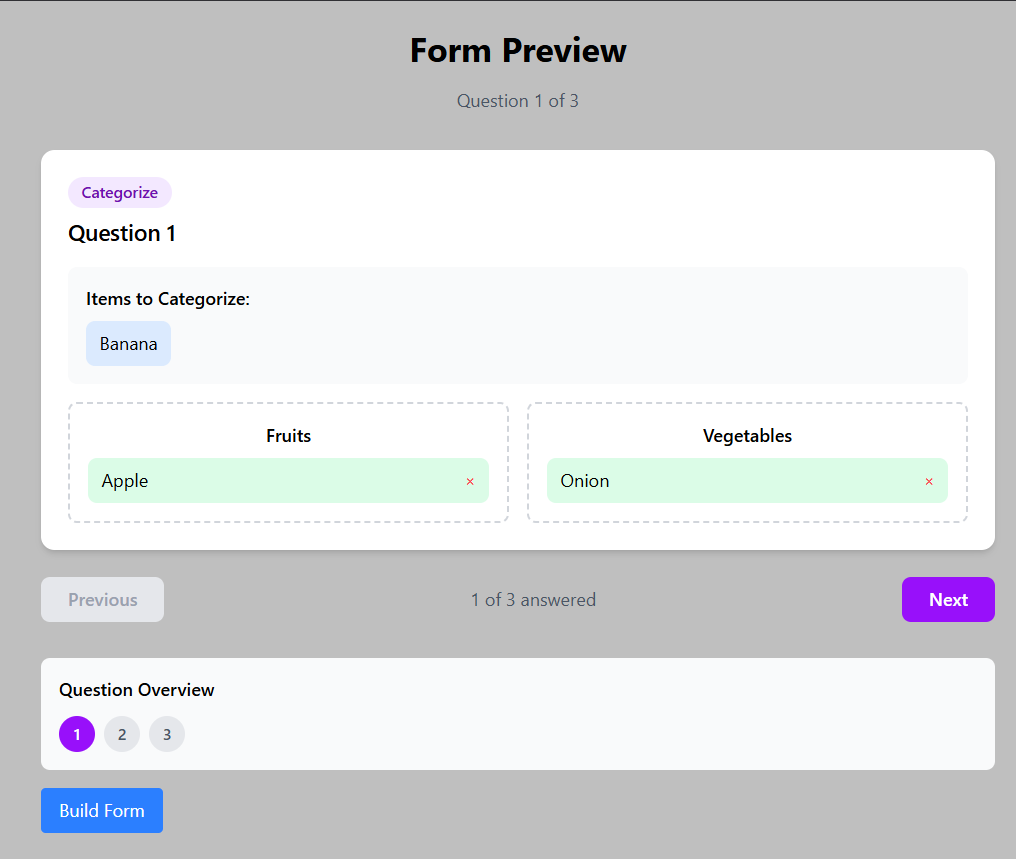 Form Preview
Question 1 of 3
Categorize
Question 1
Items to Categorize:
Banana
Fruits
Vegetables
Apple ×
Onion ×
Previous
1 of 3 answered
Next
Question Overview
1 2 3
Build Form